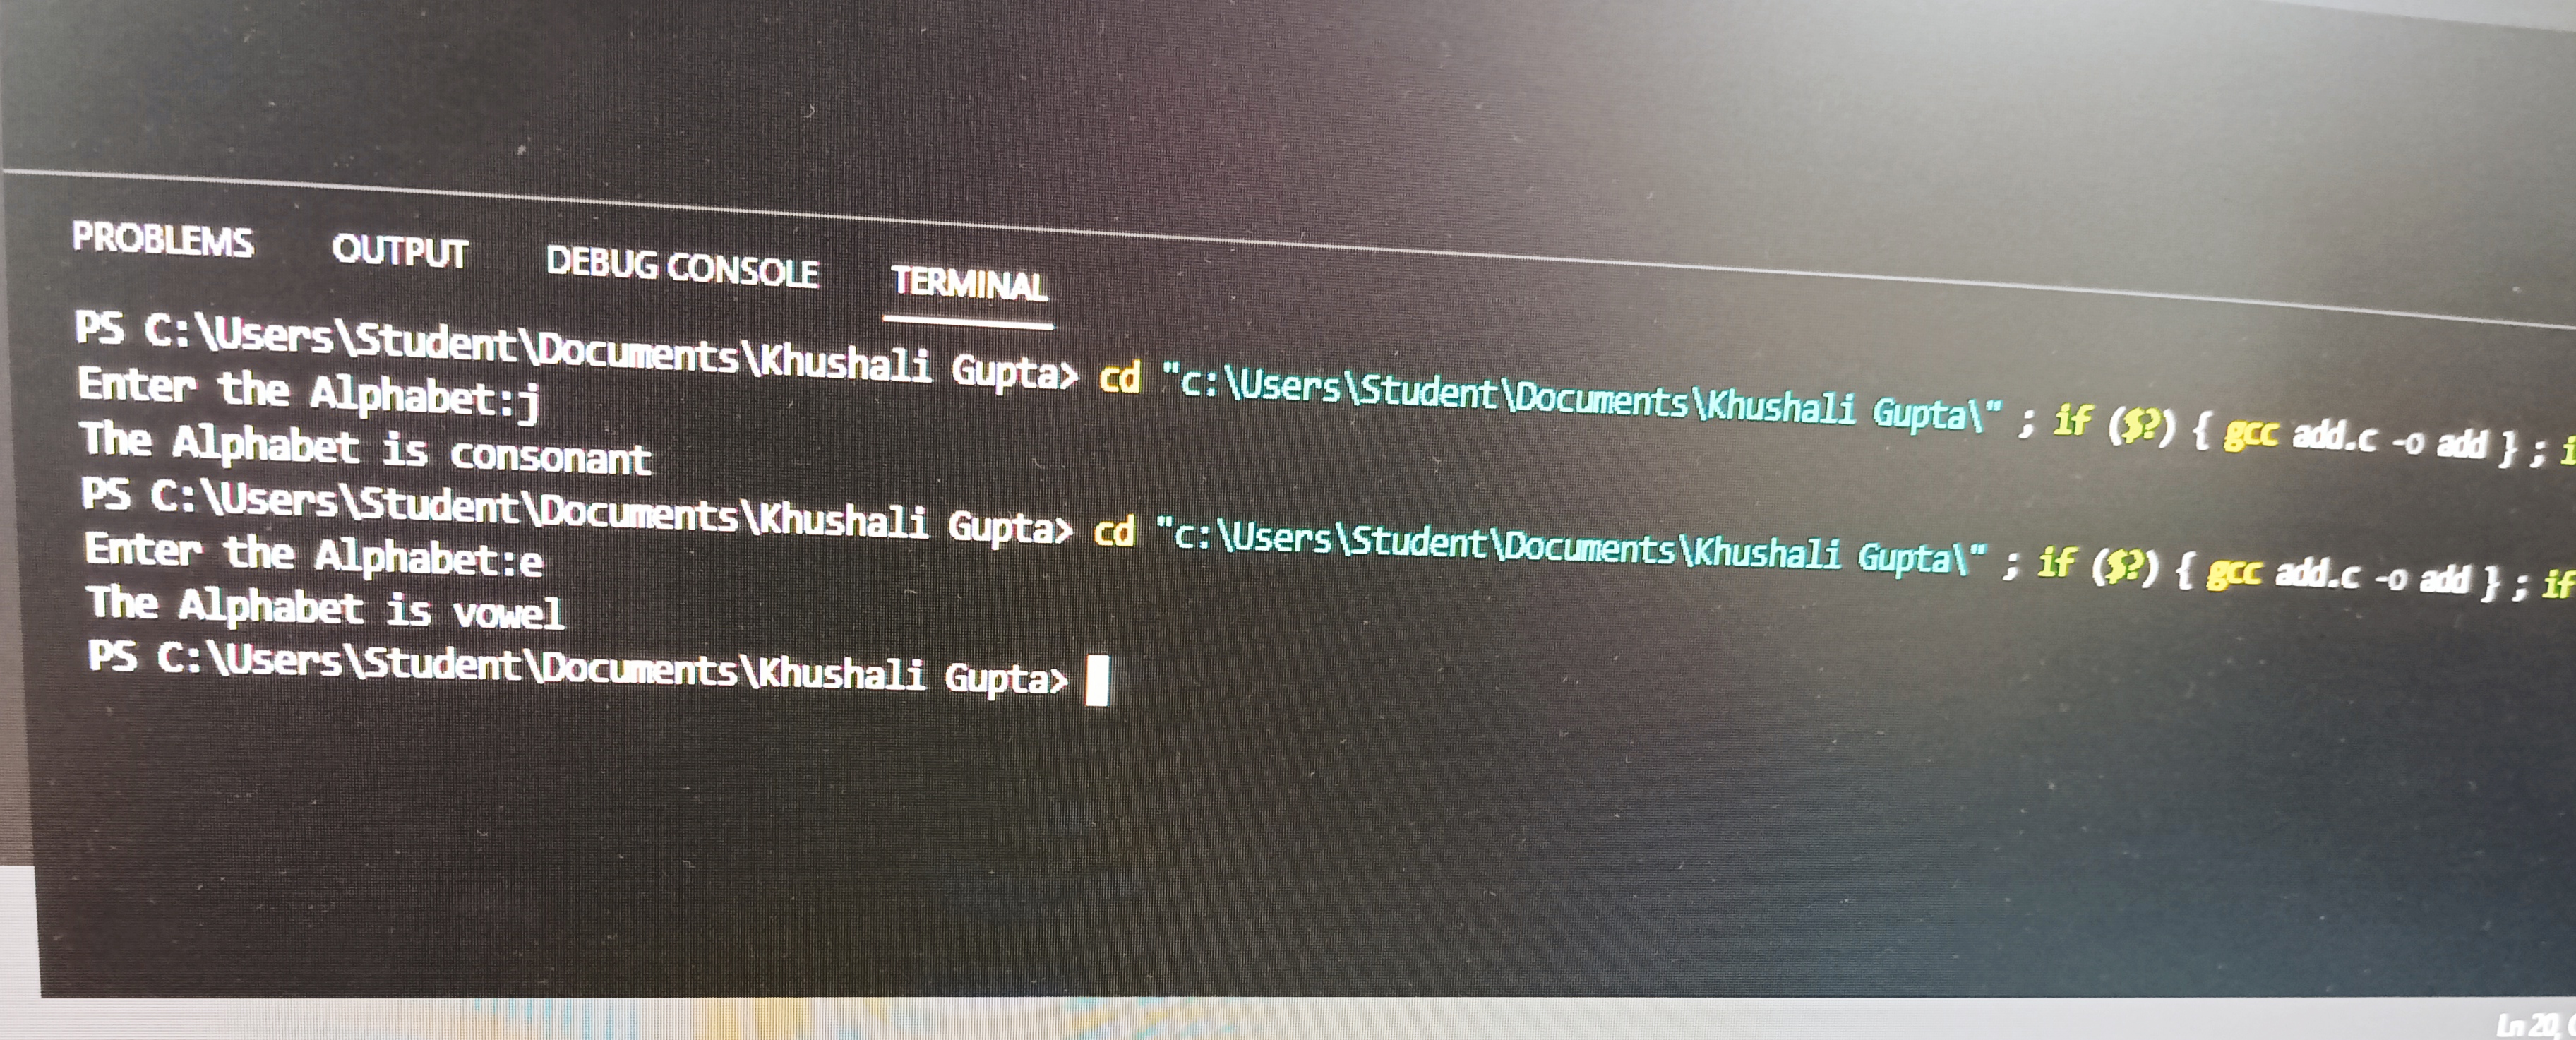 PROBLEMS OUTPUT DEBUG CONSOLE TERMINAL
PS C:\Users\Student\Documents\Khushali Gupta> cd "c:\Users\Student\Documents\Khushali Gupta\" ; if ($?) { gcc add.c -o add } ; i
Enter the Alphabet:j
The Alphabet is consonant
PS C:\Users\Student\Documents\Khushali Gupta> cd "c:\Users\Student\Documents\Khushali Gupta\" ; if ($?) { gcc add.c -o add } ; if
Enter the Alphabet:e
The Alphabet is vowel
PS C:\Users\Student\Documents\Khushali Gupta>
Ln 20,